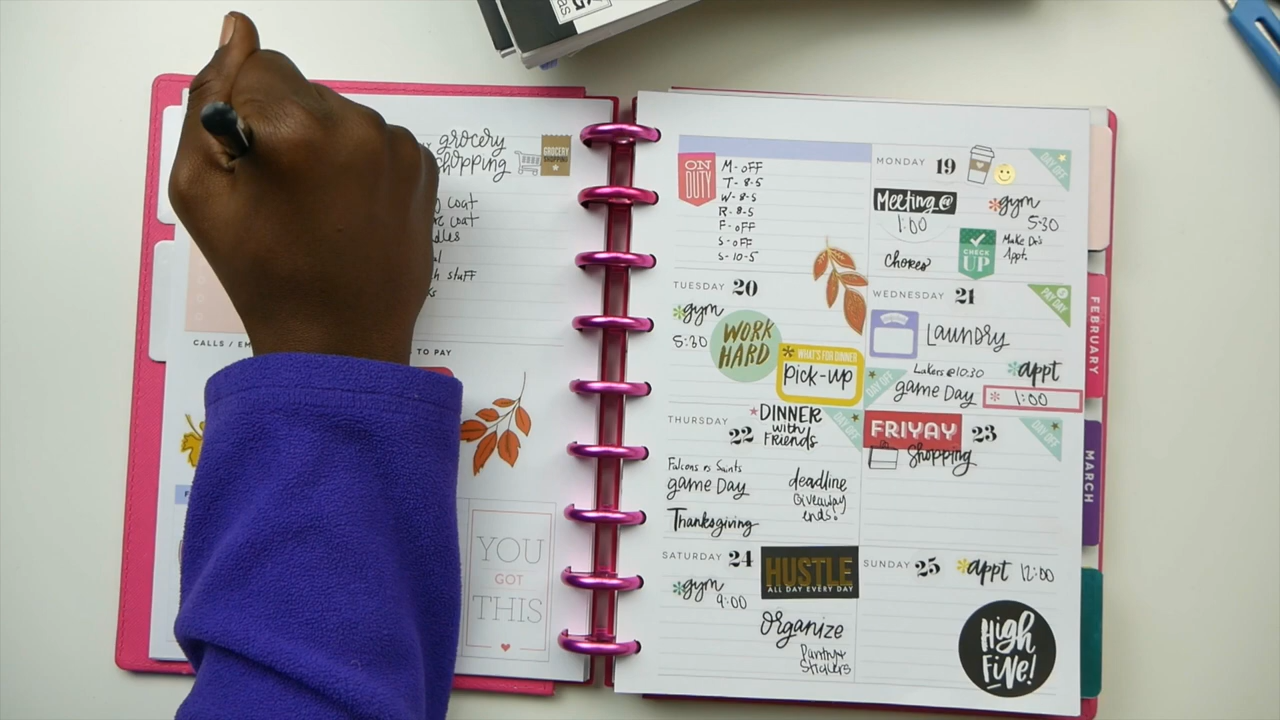 grocery
shopping
GROCERY
SHOPPING
coat
coat
stuff
CALLS / EM
TO PAY
YOU
GOT
THIS
ON
DUTY
M-OFF
T-8-5
W-8-5
R-8-5
F-OFF
S-OFF
S-10-5
MONDAY 19
DAY OFF
Meeting @
1:00
*gym
5:30
Chores
CHECK
UP
Make Dr's
Appt.
TUESDAY 20
*gym
5:30
WORK
HARD
*WHAT'S FOR DINNER
Pick-up
WEDNESDAY 21
PAY DAY
Laundry
DAY OFF
Lakers @ 10:30
game Day
*appt
* 1:00
THURSDAY
22
*DINNER
with
Friends
DAY OFF
Falcons vs Saints
game Day
deadline
Giveaway
ends!
Thanksgiving
FRIYAY 23
DAY OFF
Shopping
SATURDAY 24
*gym
9:00
HUSTLE
ALL DAY EVERY DAY
Organize
Pantry+
Stickers
SUNDAY 25
*appt 12:00
High
Five!
FEBRUARY
MARCH